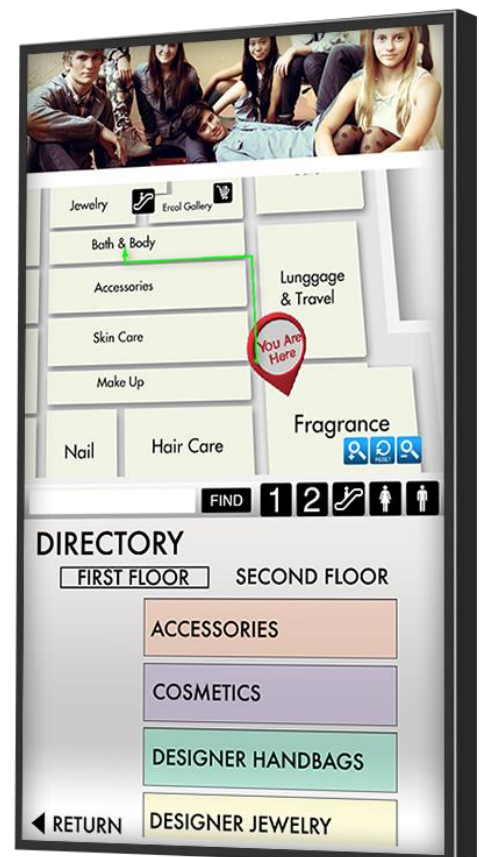 Jewelry
Ercol Gallery
Bath & Body
Accessories
Lunggage
& Travel
Skin Care
You Are
Here
Make Up
Fragrance
Nail
Hair Care
RESET
FIND
1 2
DIRECTORY
FIRST FLOOR SECOND FLOOR
ACCESSORIES
COSMETICS
DESIGNER HANDBAGS
RETURN DESIGNER JEWELRY